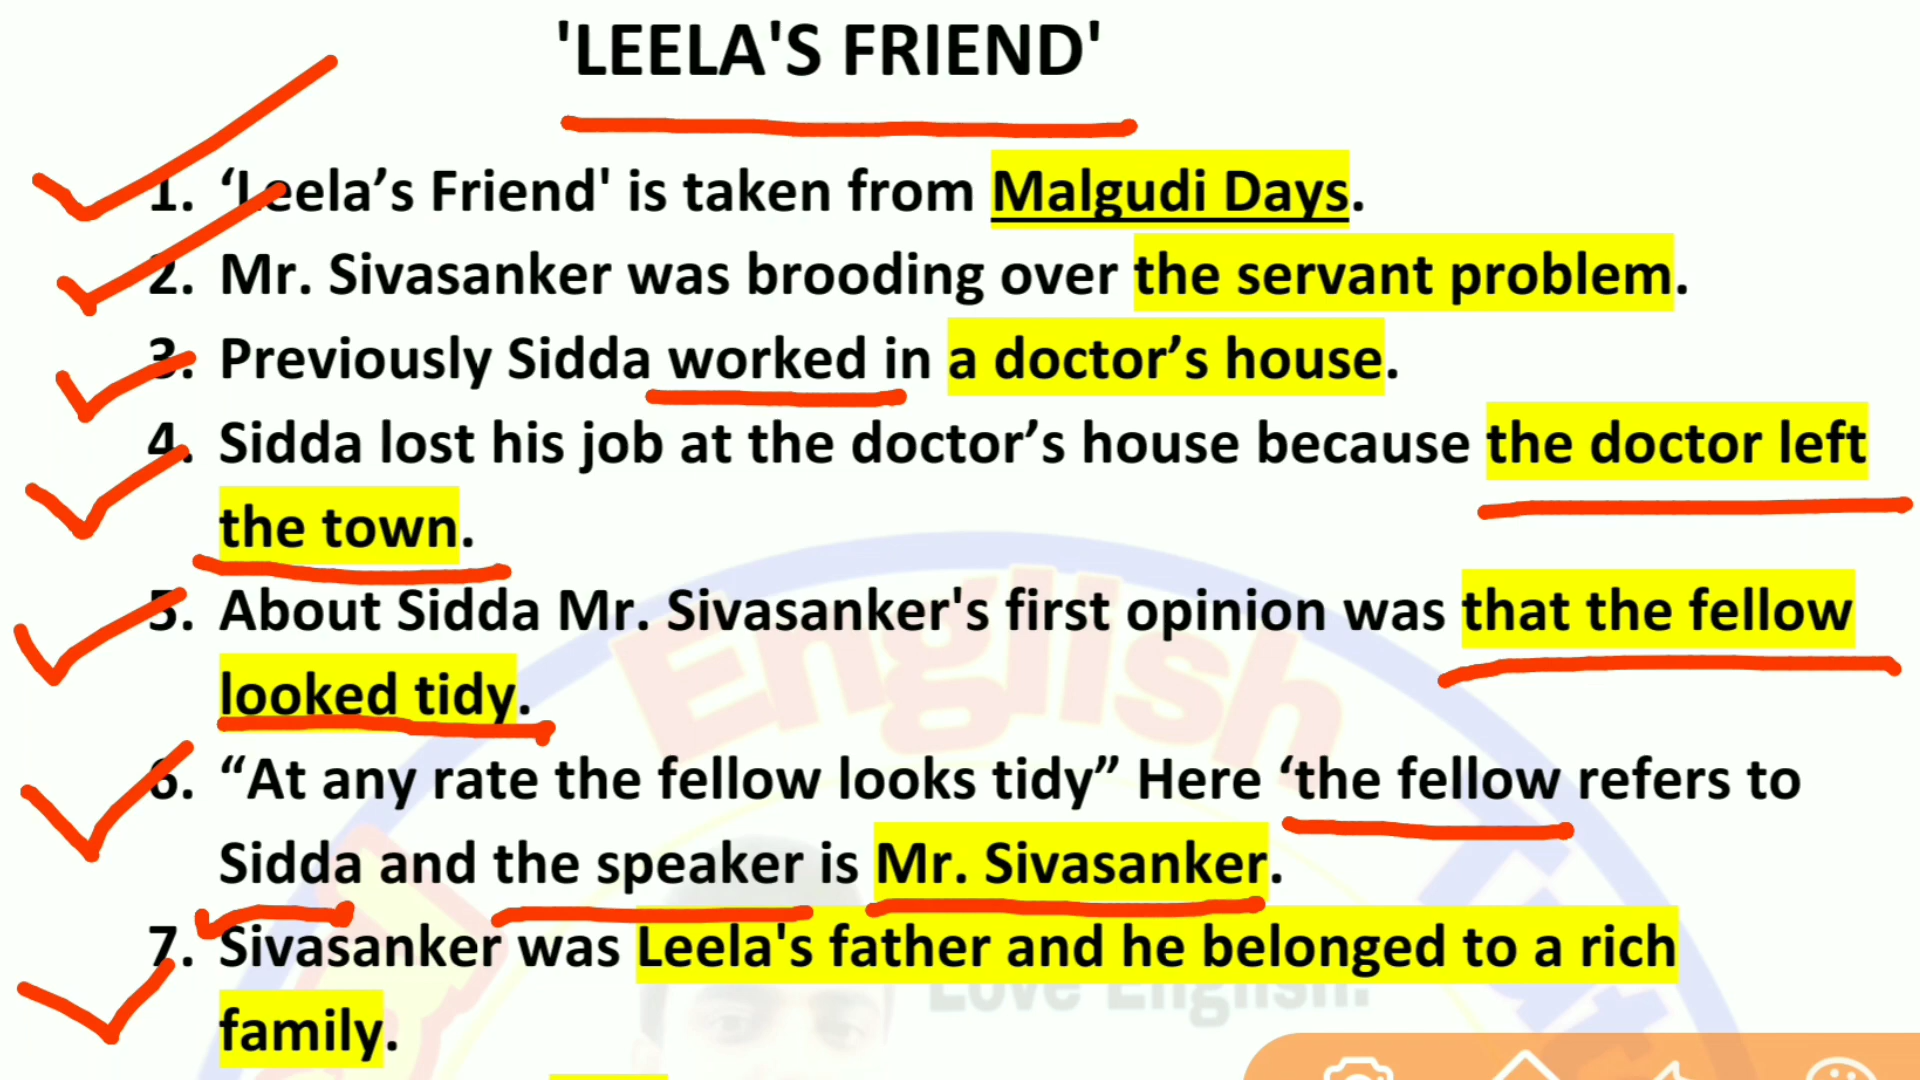 'LEELA'S FRIEND'
1. ‘Leela’s Friend' is taken from Malgudi Days.
2. Mr. Sivasanker was brooding over the servant problem.
3. Previously Sidda worked in a doctor’s house.
4. Sidda lost his job at the doctor’s house because the doctor left
the town.
5. About Sidda Mr. Sivasanker's first opinion was that the fellow
looked tidy.
6. “At any rate the fellow looks tidy” Here ‘the fellow refers to
Sidda and the speaker is Mr. Sivasanker.
7. Sivasanker was Leela's father and he belonged to a rich
family.
English
Love English.